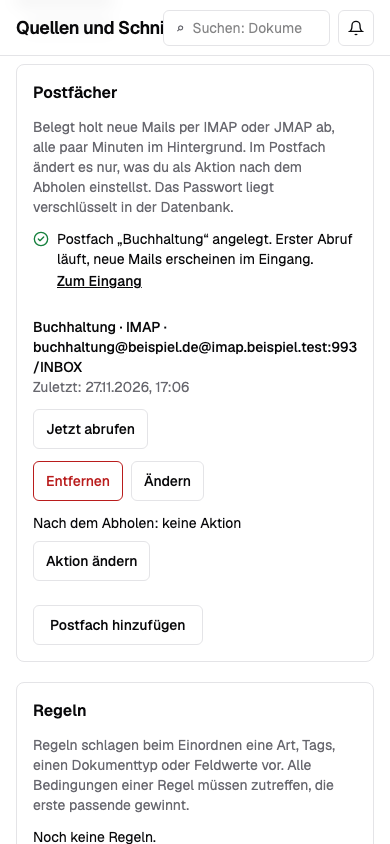 Quellen und Schni
Suchen: Dokume
Postfächer
Belegt holt neue Mails per IMAP oder JMAP ab,
alle paar Minuten im Hintergrund. Im Postfach
ändert es nur, was du als Aktion nach dem
Abholen einstellst. Das Passwort liegt
verschlüsselt in der Datenbank.
Postfach „Buchhaltung“ angelegt. Erster Abruf
läuft, neue Mails erscheinen im Eingang.
Zum Eingang
Buchhaltung · IMAP ·
buchhaltung@beispiel.de@imap.beispiel.test:993
/INBOX
Zuletzt: 27.11.2026, 17:06
Jetzt abrufen
Entfernen
Ändern
Nach dem Abholen: keine Aktion
Aktion ändern
Postfach hinzufügen
Regeln
Regeln schlagen beim Einordnen eine Art, Tags,
einen Dokumenttyp oder Feldwerte vor. Alle
Bedingungen einer Regel müssen zutreffen, die
erste passende gewinnt.
Noch keine Regeln.